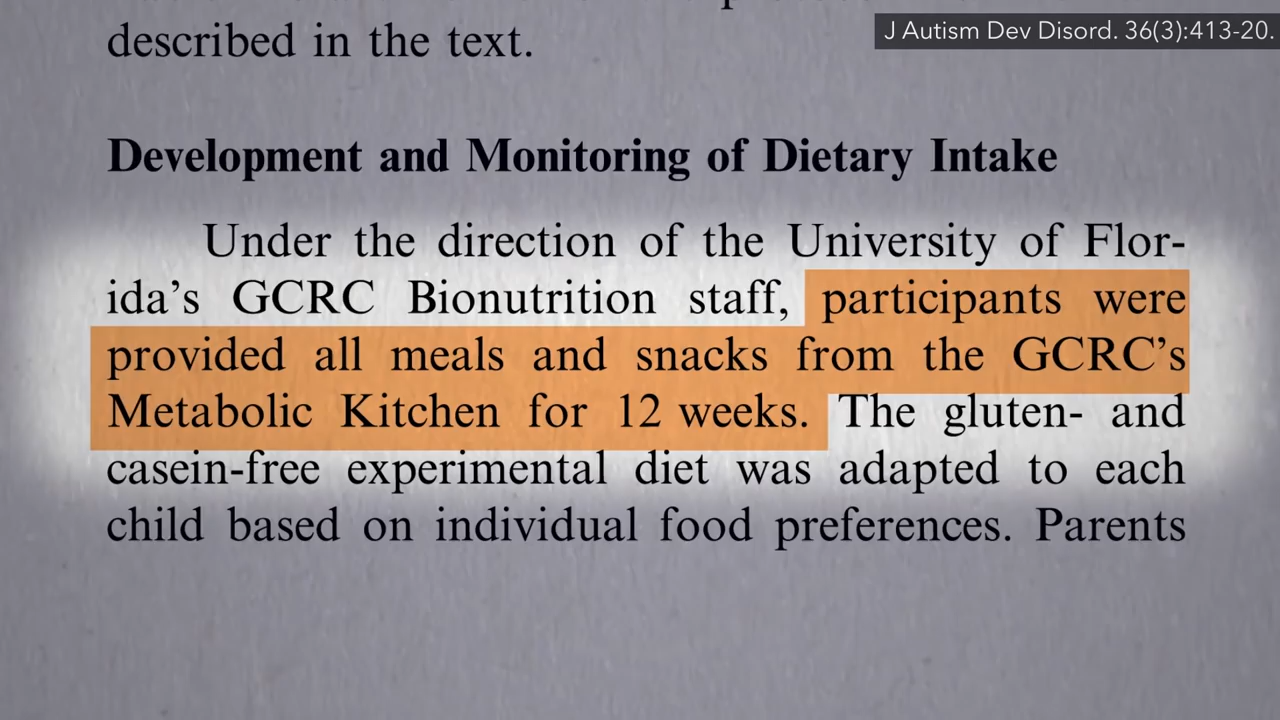 J Autism Dev Disord. 36(3):413-20.
described in the text.
Development and Monitoring of Dietary Intake
Under the direction of the University of Flor-
ida's GCRC Bionutrition staff, participants were
provided all meals and snacks from the GCRC's
Metabolic Kitchen for 12 weeks. The gluten- and
casein-free experimental diet was adapted to each
child based on individual food preferences. Parents